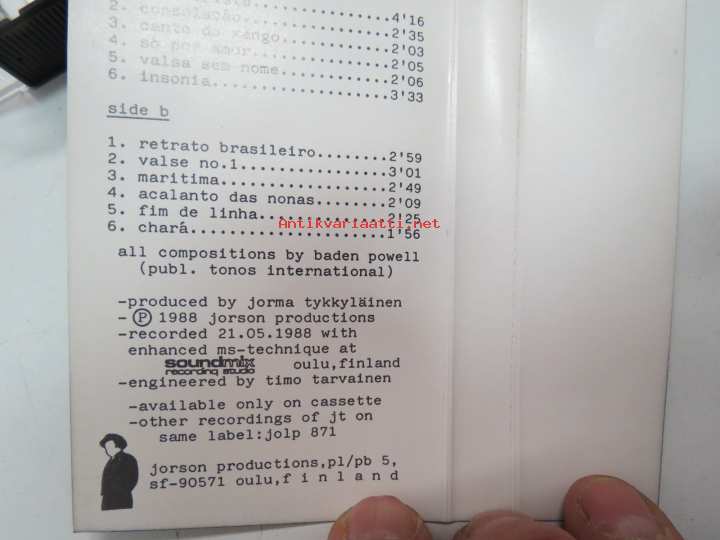 4'16
2. consolação...................2'35
3. canto do xango...............2'03
4. só por amor..................2'05
5. valsa sem nome...............2'06
6. insonia......................3'33
side b
1. retrato brasileiro........2'59
2. valse no.1................3'01
3. maritima..................2'49
4. acalanto das nonas........2'09
5. fim de linha..............2'25
6. chará.....................1'56
Antikvariaatti.net
all compositions by baden powell
(publ. tonos international)
-produced by jorma tykkyläinen
- Ⓟ 1988 jorson productions
-recorded 21.05.1988 with
enhanced ms-technique at
soundmix oulu,finland
recording studio
-engineered by timo tarvainen
-available only on cassette
-other recordings of jt on
same label:jolp 871
jorson productions,pl/pb 5,
sf-90571 oulu,f i n l a n d